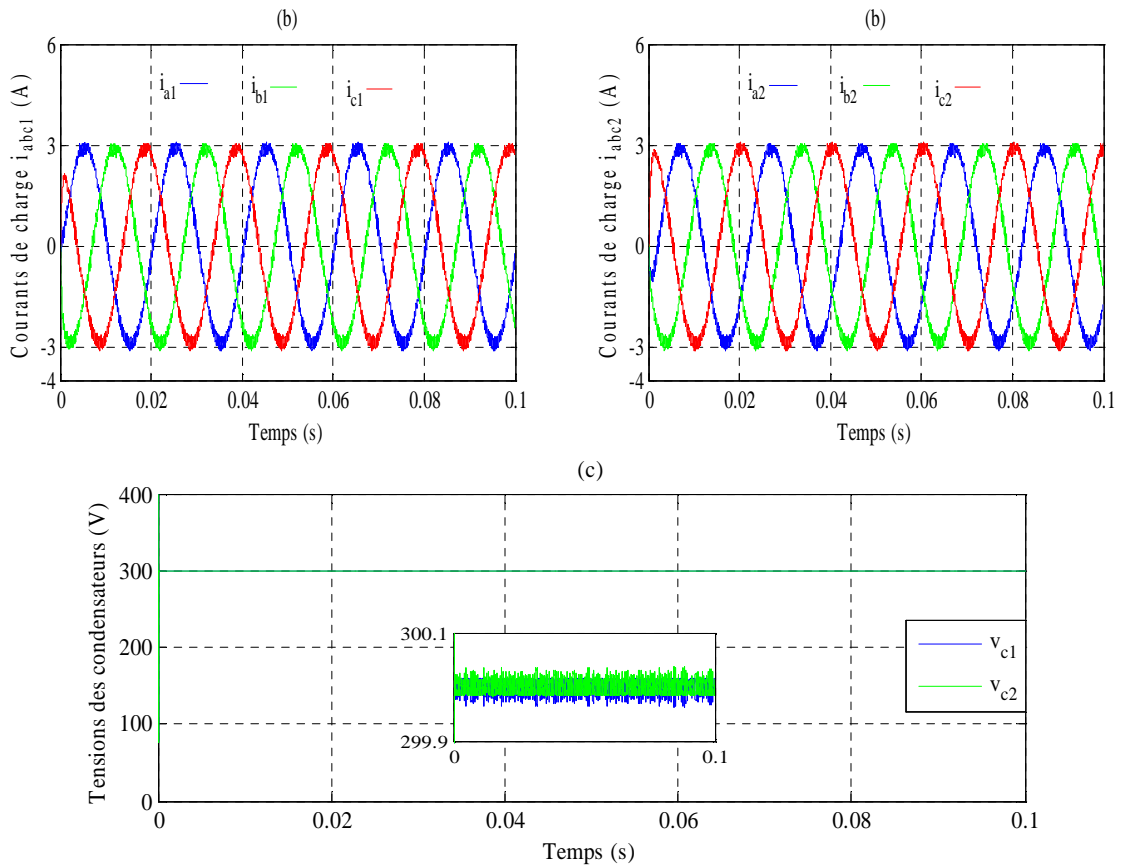 (b)
Courants de charge i_abc1 (A)
6
3
0
-3
-4
i_a1
i_b1
i_c1
0 0.02 0.04 0.06 0.08 0.1
Temps (s)
(b)
Courants de charge i_abc2 (A)
6
3
0
-3
-4
i_a2
i_b2
i_c2
0 0.02 0.04 0.06 0.08 0.1
Temps (s)
(c)
Tensions des condensateurs (V)
400
300
200
100
0
300.1
299.9
0 0.1
v_c1
v_c2
0 0.02 0.04 0.06 0.08 0.1
Temps (s)